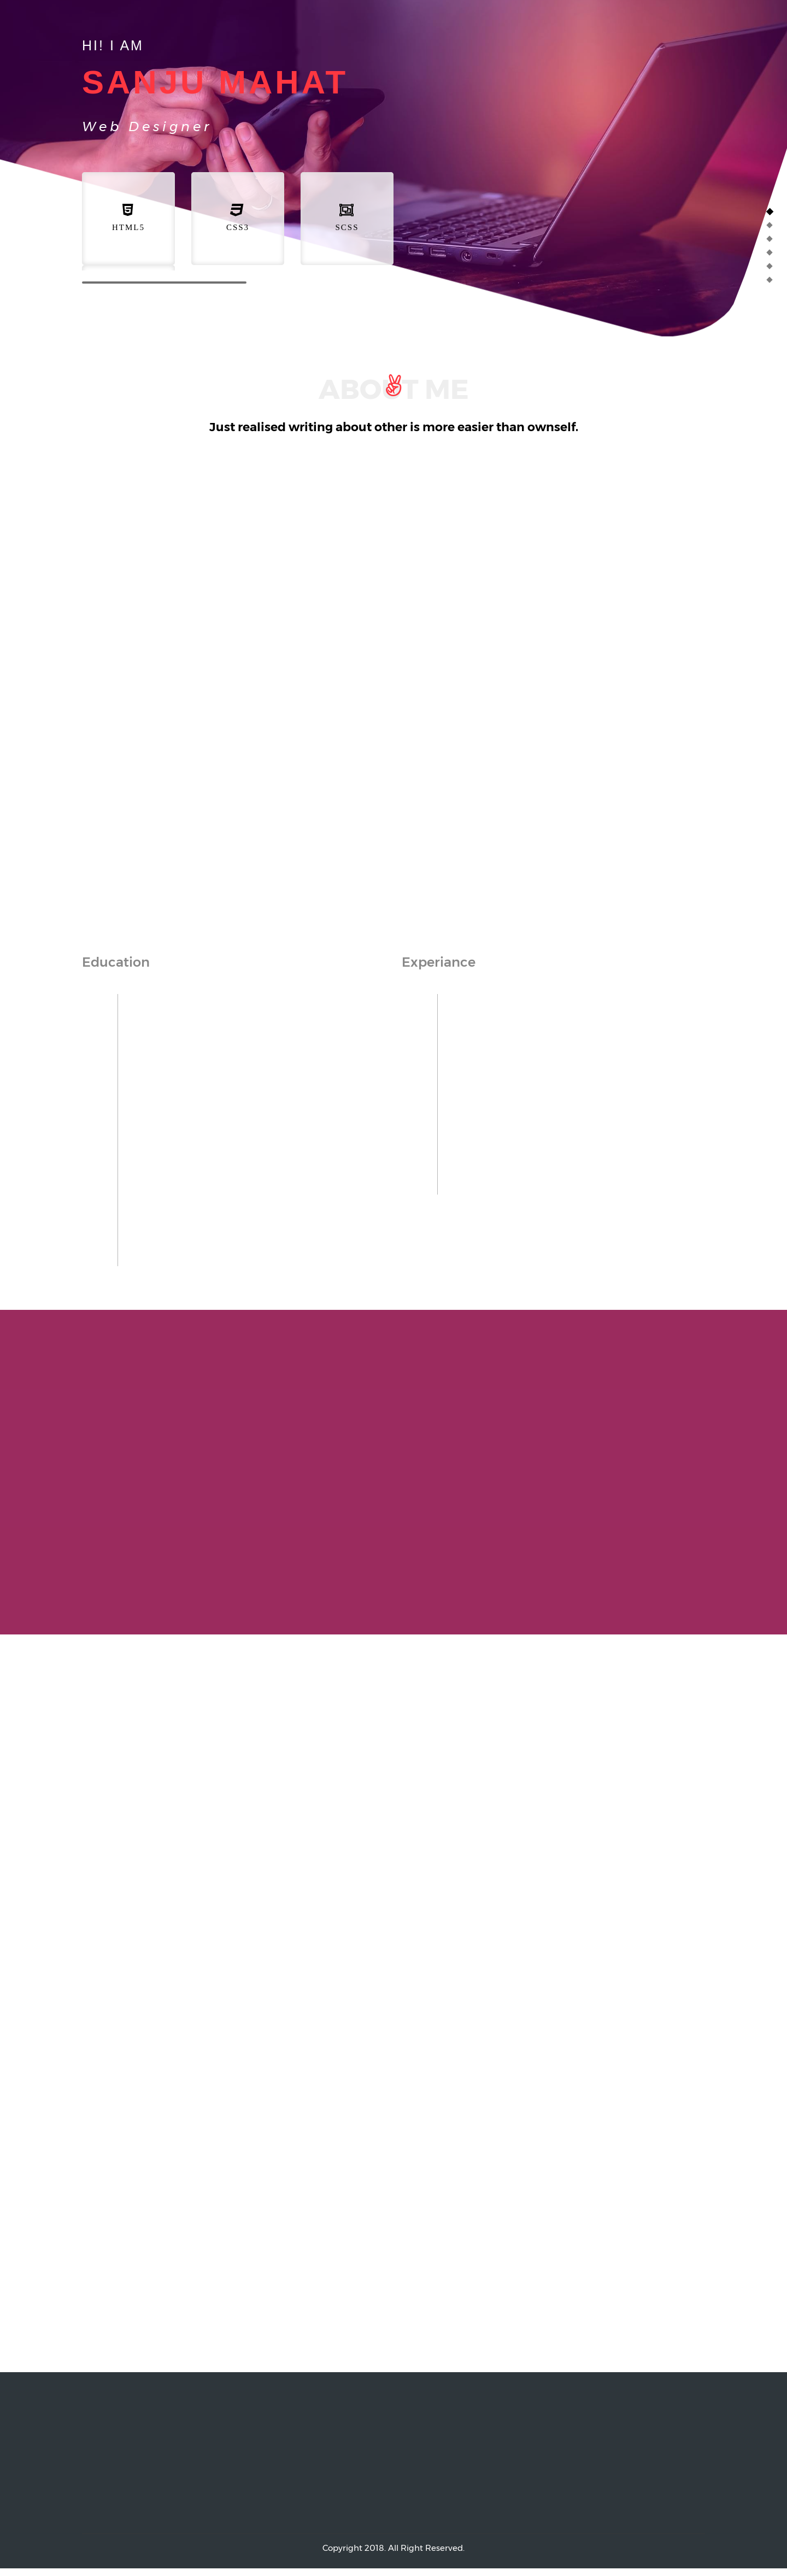 HI! I AM
SANJU MAHAT
Web Designer
HTML5
CSS3
SCSS
ABOUT ME
Just realised writing about other is more easier than ownself.
Education
Experiance
Copyright 2018. All Right Reserved.